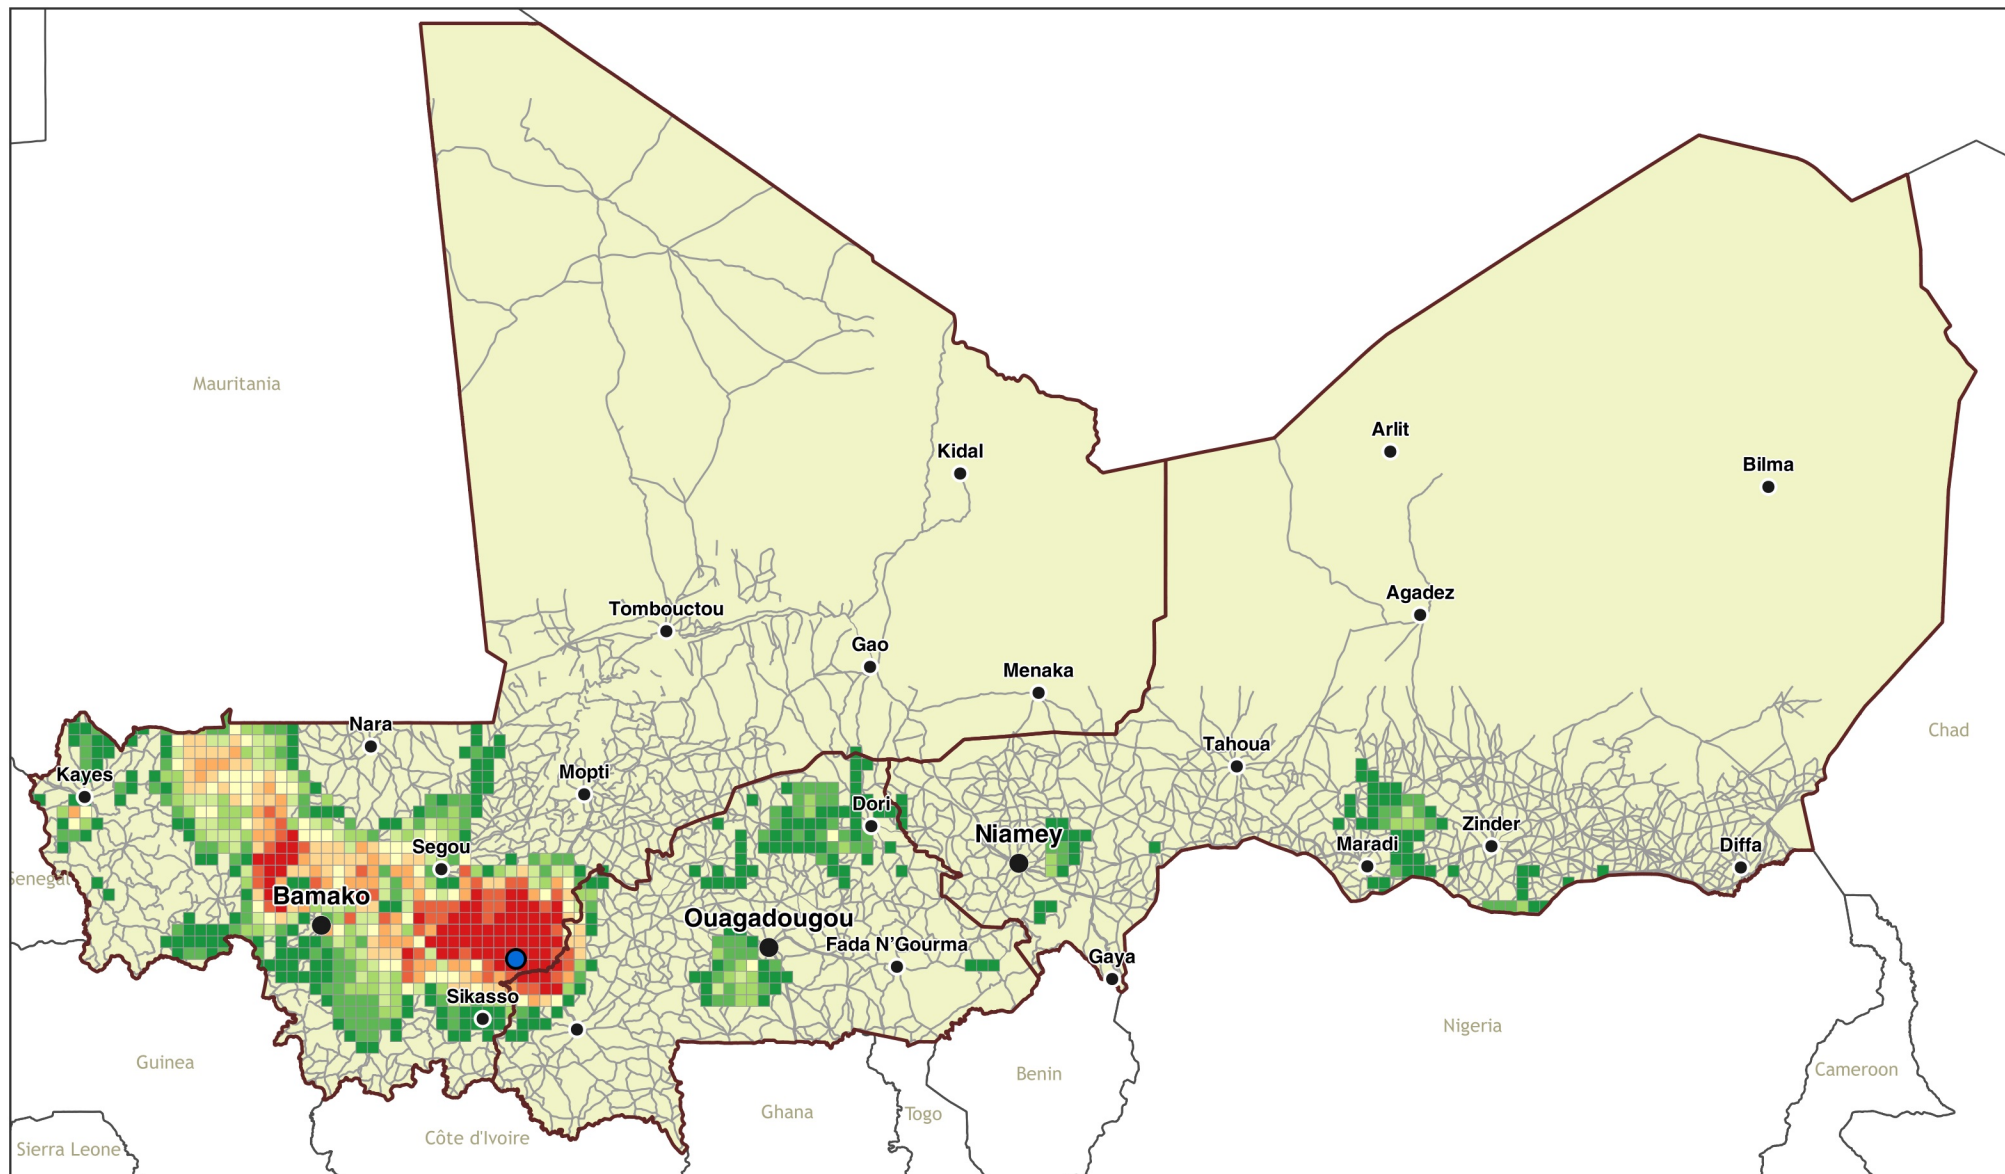 Mauritania
Kidal
Arlit
Bilma
Agadez
Tombouctou
Gao
Menaka
Nara
Chad
Tahoua
Kayes
Mopti
Dori
Niamey
Zinder
Maradi
Diffa
Segou
Senegal
Bamako
Ouagadougou
Fada N'Gourma
Gaya
Sikasso
Nigeria
Guinea
Benin
Cameroon
Ghana
Togo
Côte d'Ivoire
Sierra Leone